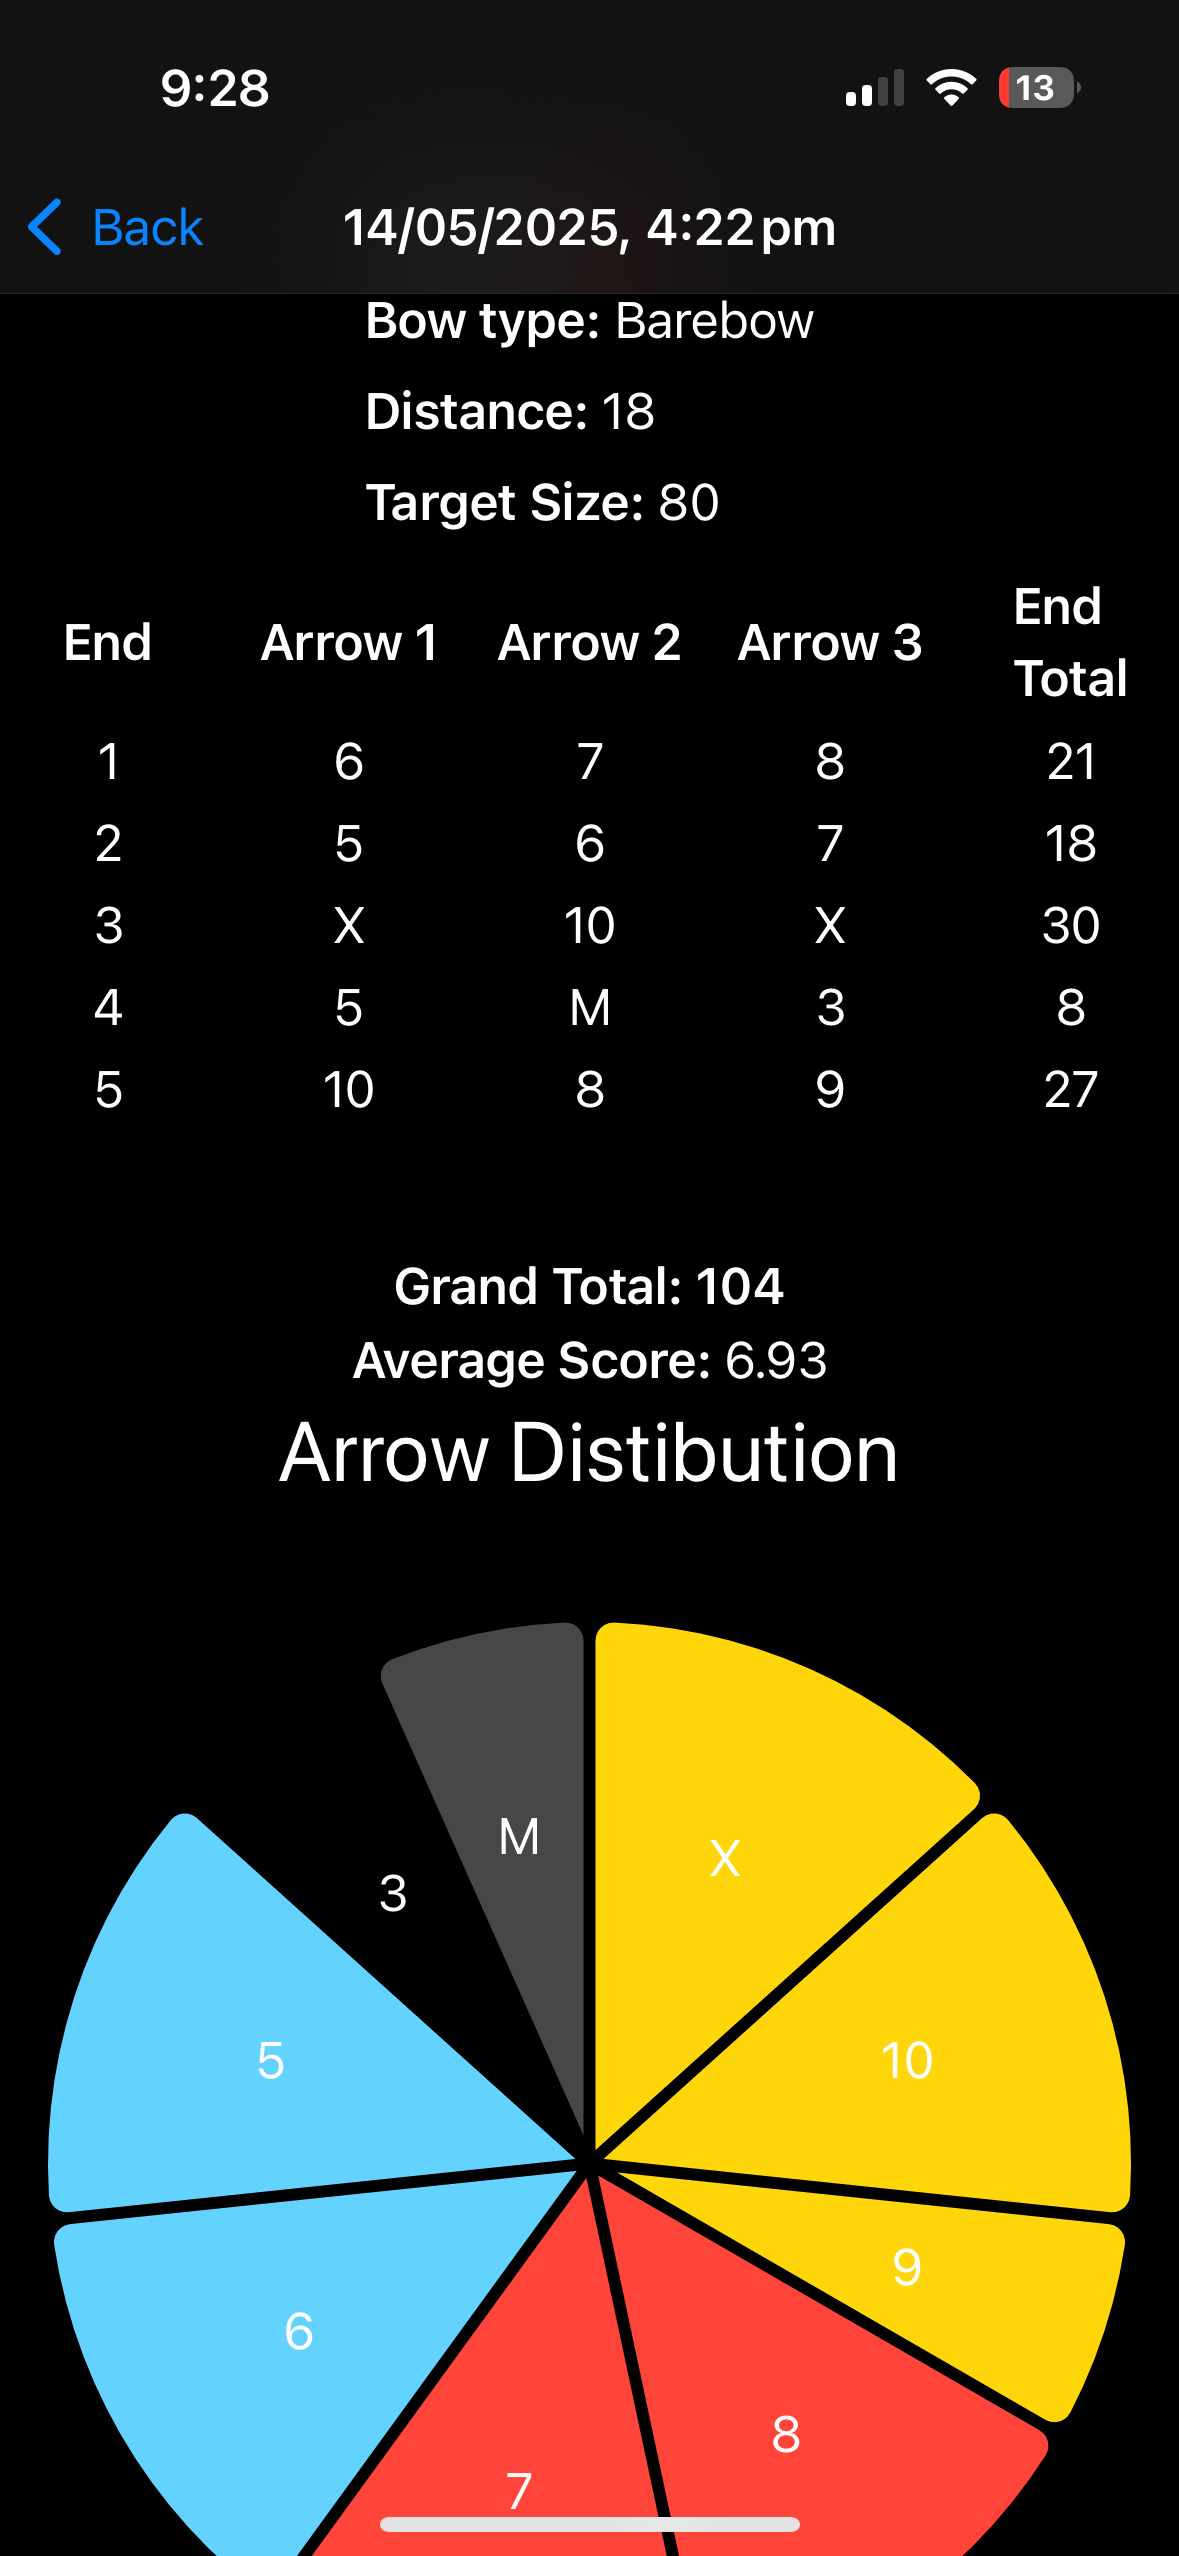 9:28
13
Back
14/05/2025, 4:22 pm
Bow type: Barebow
Distance: 18
Target Size: 80
End Arrow 1 Arrow 2 Arrow 3 End Total
1 6 7 8 21
2 5 6 7 18
3 X 10 X 30
4 5 M 3 8
5 10 8 9 27
Grand Total: 104
Average Score: 6.93
Arrow Distibution
M
X
3
5
10
9
6
8
7